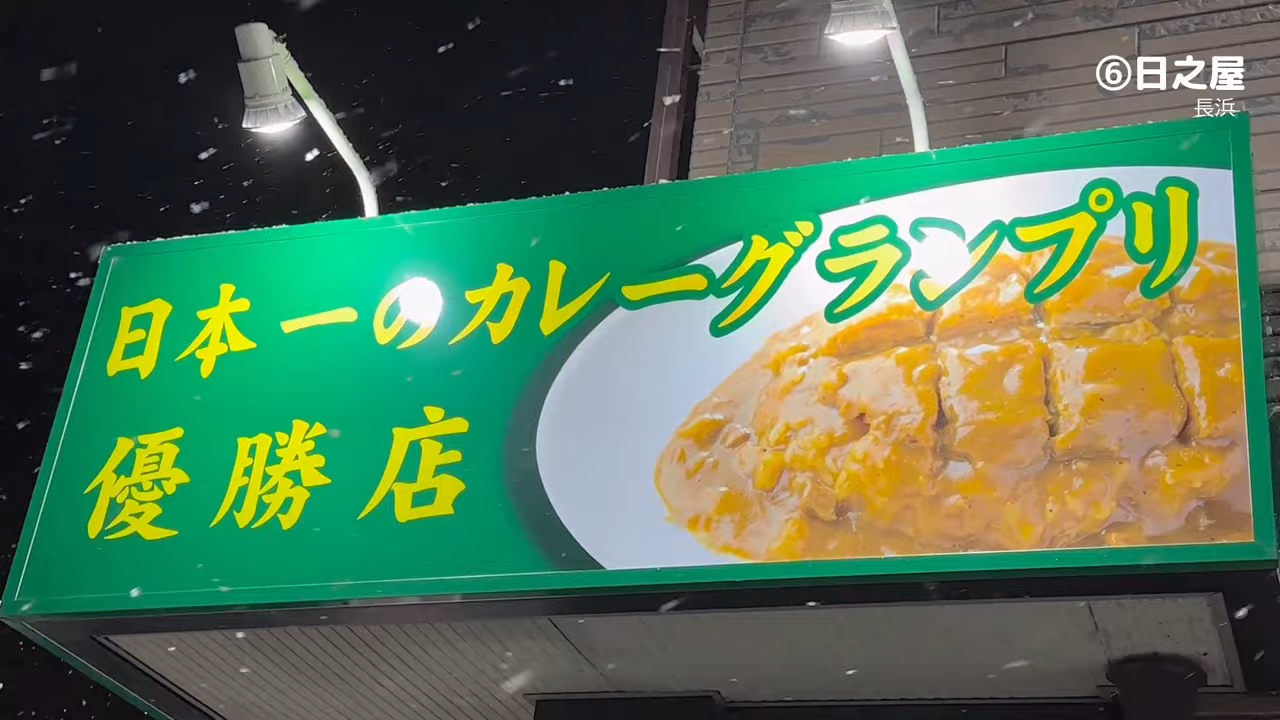 ⑥日之屋
長浜
日本一のカレーグランプリ
優勝店